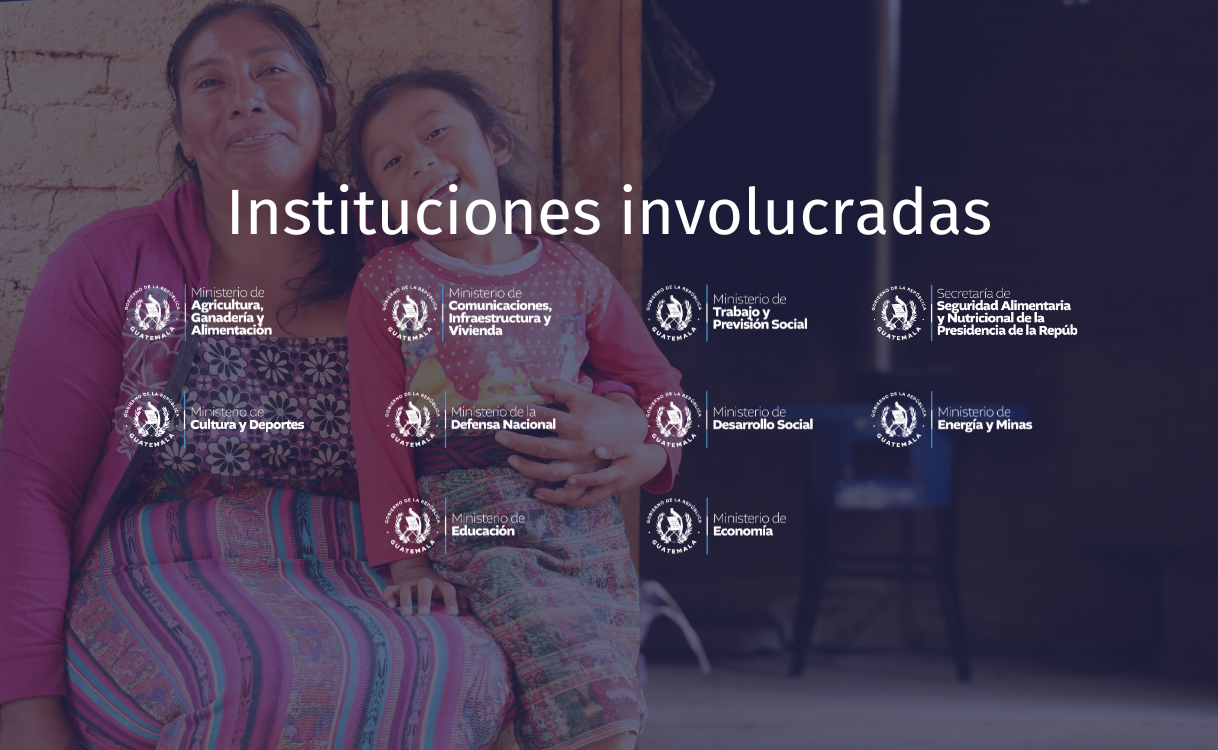 Instituciones involucradas
GOBIERNO DE LA REPÚBLICA
GUATEMALA
Ministerio de
Agricultura,
Ganadería y
Alimentación
GOBIERNO DE LA REPÚBLICA
GUATEMALA
Ministerio de
Comunicaciones,
Infraestructura y
Vivienda
GOBIERNO DE LA REPÚBLICA
GUATEMALA
Ministerio de
Trabajo y
Previsión Social
GOBIERNO DE LA REPÚBLICA
GUATEMALA
Secretaría de
Seguridad Alimentaria
y Nutricional de la
Presidencia de la Repúb
GOBIERNO DE LA REPÚBLICA
GUATEMALA
Ministerio de
Cultura y Deportes
GOBIERNO DE LA REPÚBLICA
GUATEMALA
Ministerio de la
Defensa Nacional
GOBIERNO DE LA REPÚBLICA
GUATEMALA
Ministerio de
Desarrollo Social
GOBIERNO DE LA REPÚBLICA
GUATEMALA
Ministerio de
Energía y Minas
GOBIERNO DE LA REPÚBLICA
GUATEMALA
Ministerio de
Educación
GOBIERNO DE LA REPÚBLICA
GUATEMALA
Ministerio de
Economía